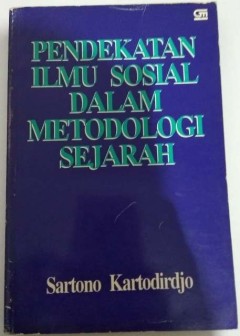 PENDEKATAN
ILMU SOSIAL
DALAM
METODOLOGI
SEJARAH
Sartono Kartodirdjo